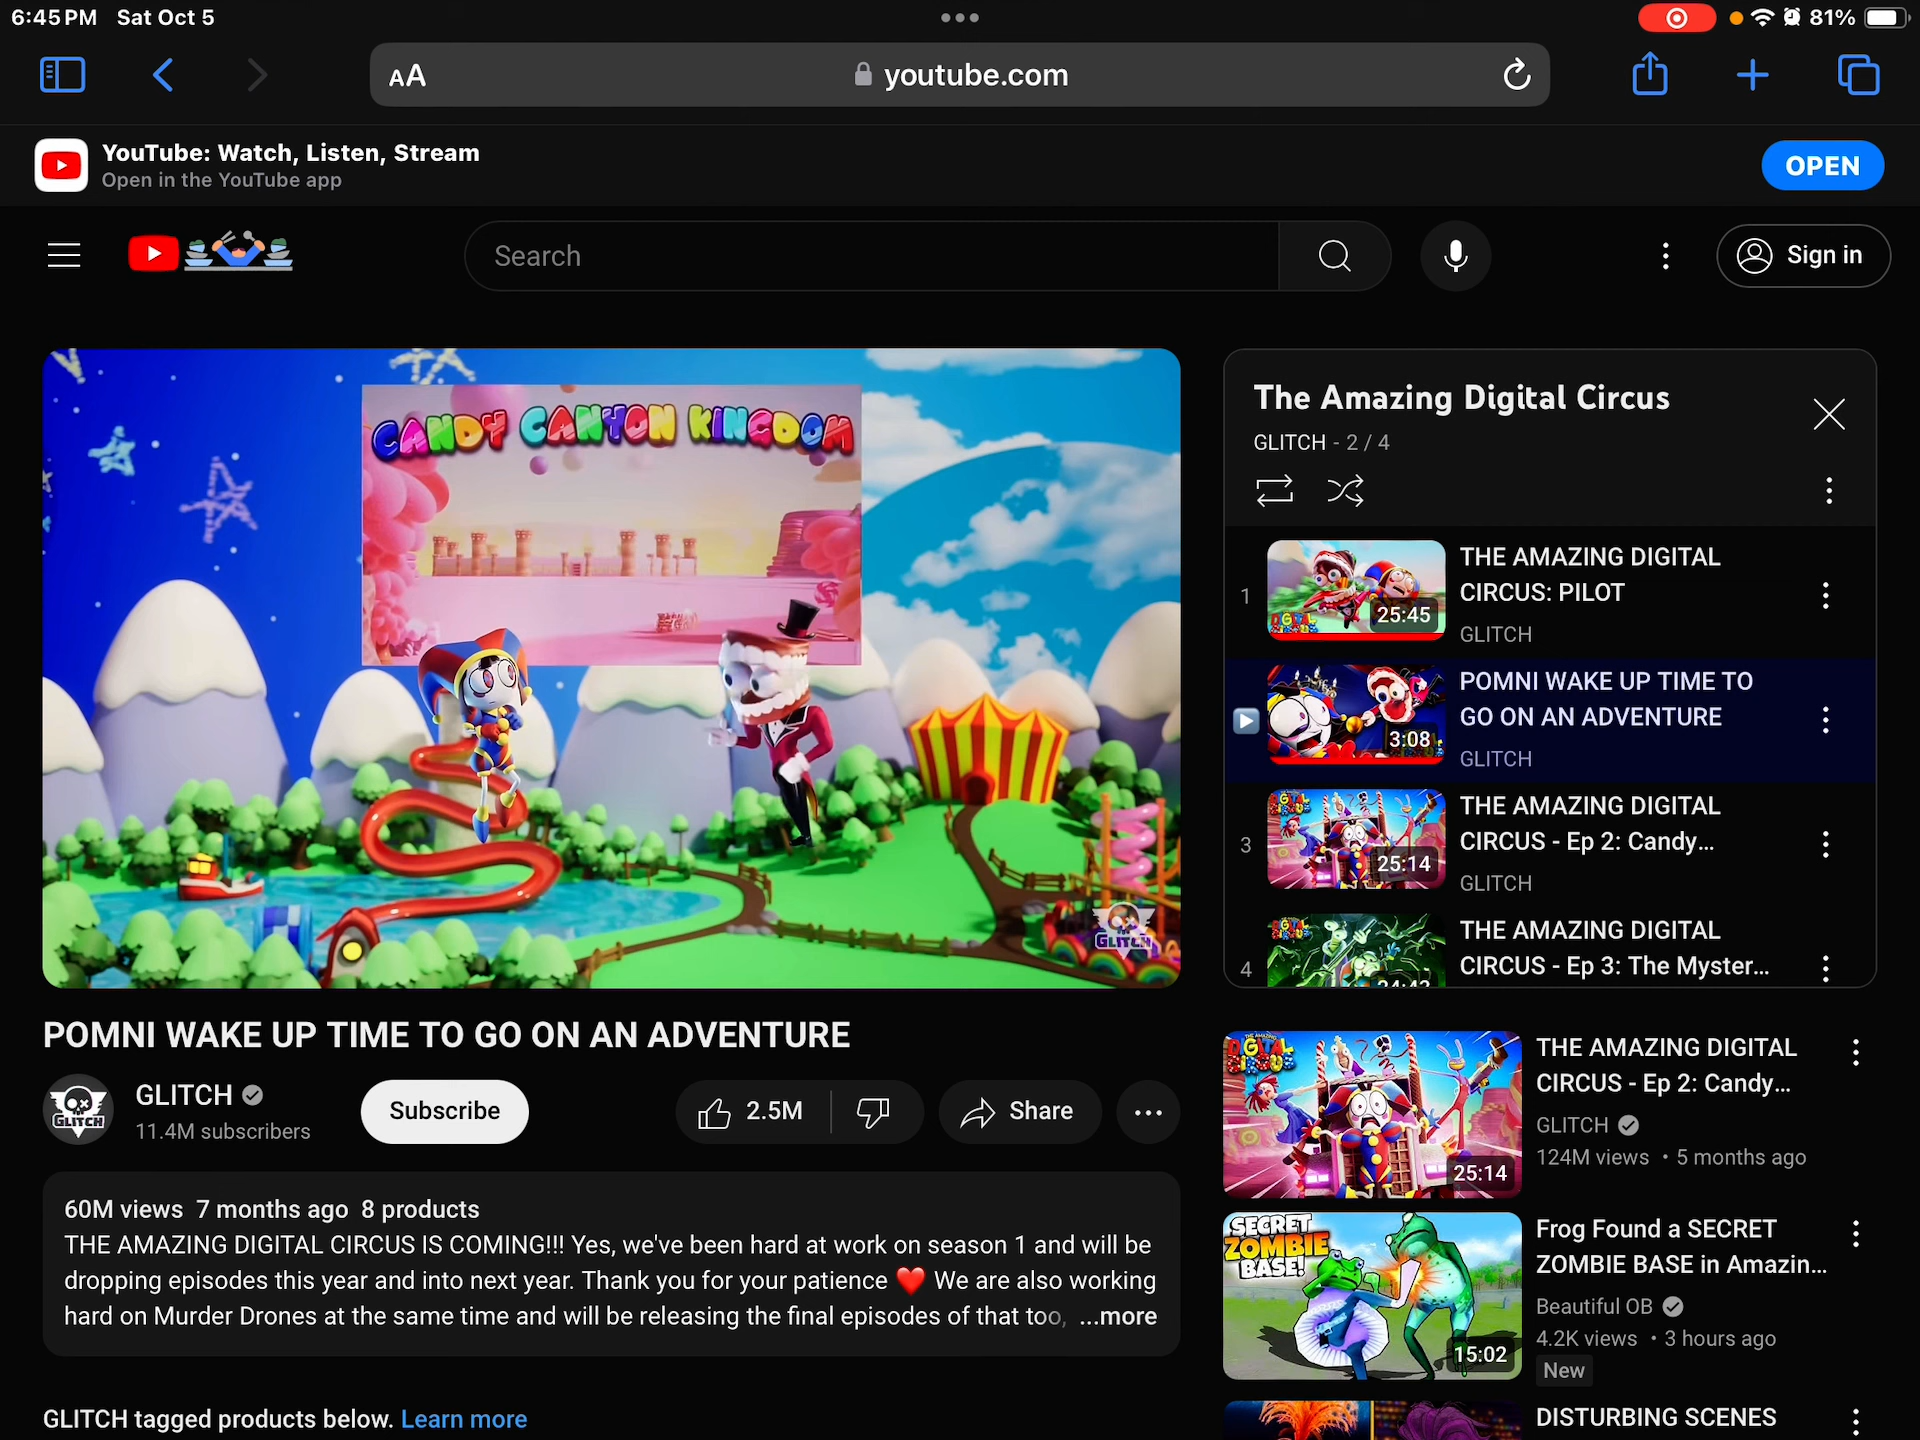 6:45 PM Sat Oct 5
81%
AA
youtube.com
YouTube: Watch, Listen, Stream
Open in the YouTube app
OPEN
Search
Sign in
CANDY CANYON KINGDOM
GLITCH
The Amazing Digital Circus
GLITCH - 2 / 4
1
25:45
THE AMAZING DIGITAL
CIRCUS: PILOT
GLITCH
3:08
POMNI WAKE UP TIME TO
GO ON AN ADVENTURE
GLITCH
3
25:14
THE AMAZING DIGITAL
CIRCUS - Ep 2: Candy...
GLITCH
4
THE AMAZING DIGITAL
CIRCUS - Ep 3: The Myster...
POMNI WAKE UP TIME TO GO ON AN ADVENTURE
GLITCH
GLITCH
11.4M subscribers
Subscribe
2.5M
Share
60M views 7 months ago 8 products
THE AMAZING DIGITAL CIRCUS IS COMING!!! Yes, we've been hard at work on season 1 and will be
dropping episodes this year and into next year. Thank you for your patience ❤️ We are also working
hard on Murder Drones at the same time and will be releasing the final episodes of that too, ...more
GLITCH tagged products below. Learn more
DIGITAL
CIRCUS
25:14
THE AMAZING DIGITAL
CIRCUS - Ep 2: Candy...
GLITCH
124M views • 5 months ago
SECRET
ZOMBIE
BASE!
15:02
Frog Found a SECRET
ZOMBIE BASE in Amazin...
Beautiful OB
4.2K views • 3 hours ago
New
DISTURBING SCENES